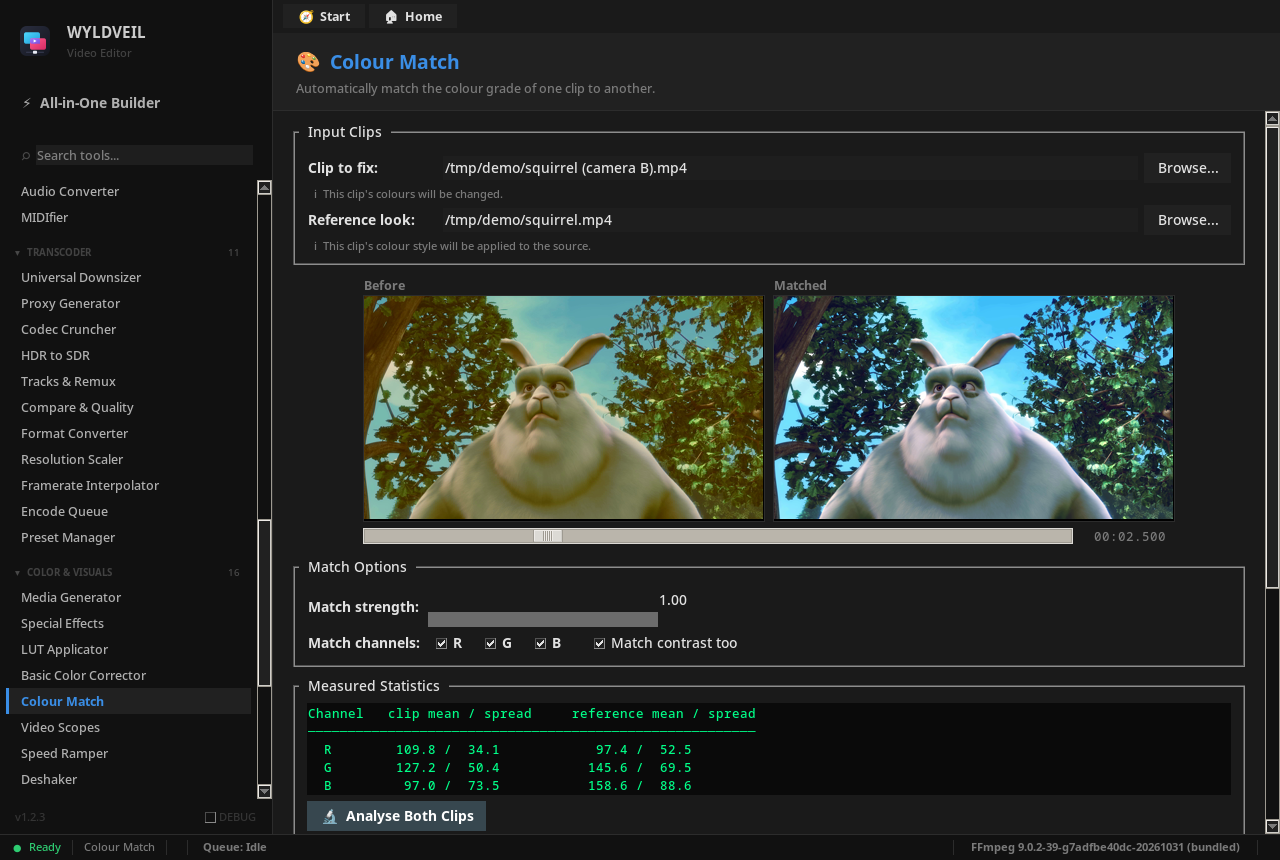 WYLDVEIL
Video Editor
⚡ All-in-One Builder
Search tools...
Audio Converter
MIDIfier
▾ TRANSCODER 11
Universal Downsizer
Proxy Generator
Codec Cruncher
HDR to SDR
Tracks & Remux
Compare & Quality
Format Converter
Resolution Scaler
Framerate Interpolator
Encode Queue
Preset Manager
▾ COLOR & VISUALS 16
Media Generator
Special Effects
LUT Applicator
Basic Color Corrector
Colour Match
Video Scopes
Speed Ramper
Deshaker
v1.2.3 DEBUG
🧭 Start 🏠 Home
🎨 Colour Match
Automatically match the colour grade of one clip to another.
Input Clips
Clip to fix: /tmp/demo/squirrel (camera B).mp4 Browse...
i This clip's colours will be changed.
Reference look: /tmp/demo/squirrel.mp4 Browse...
i This clip's colour style will be applied to the source.
Before Matched
00:02.500
Match Options
Match strength: 1.00
Match channels: R G B Match contrast too
Measured Statistics
Channel clip mean / spread reference mean / spread
R 109.8 / 34.1 97.4 / 52.5
G 127.2 / 50.4 145.6 / 69.5
B 97.0 / 73.5 158.6 / 88.6
🔬 Analyse Both Clips
● Ready Colour Match Queue: Idle FFmpeg 9.0.2-39-g7adfbe40dc-20261031 (bundled)